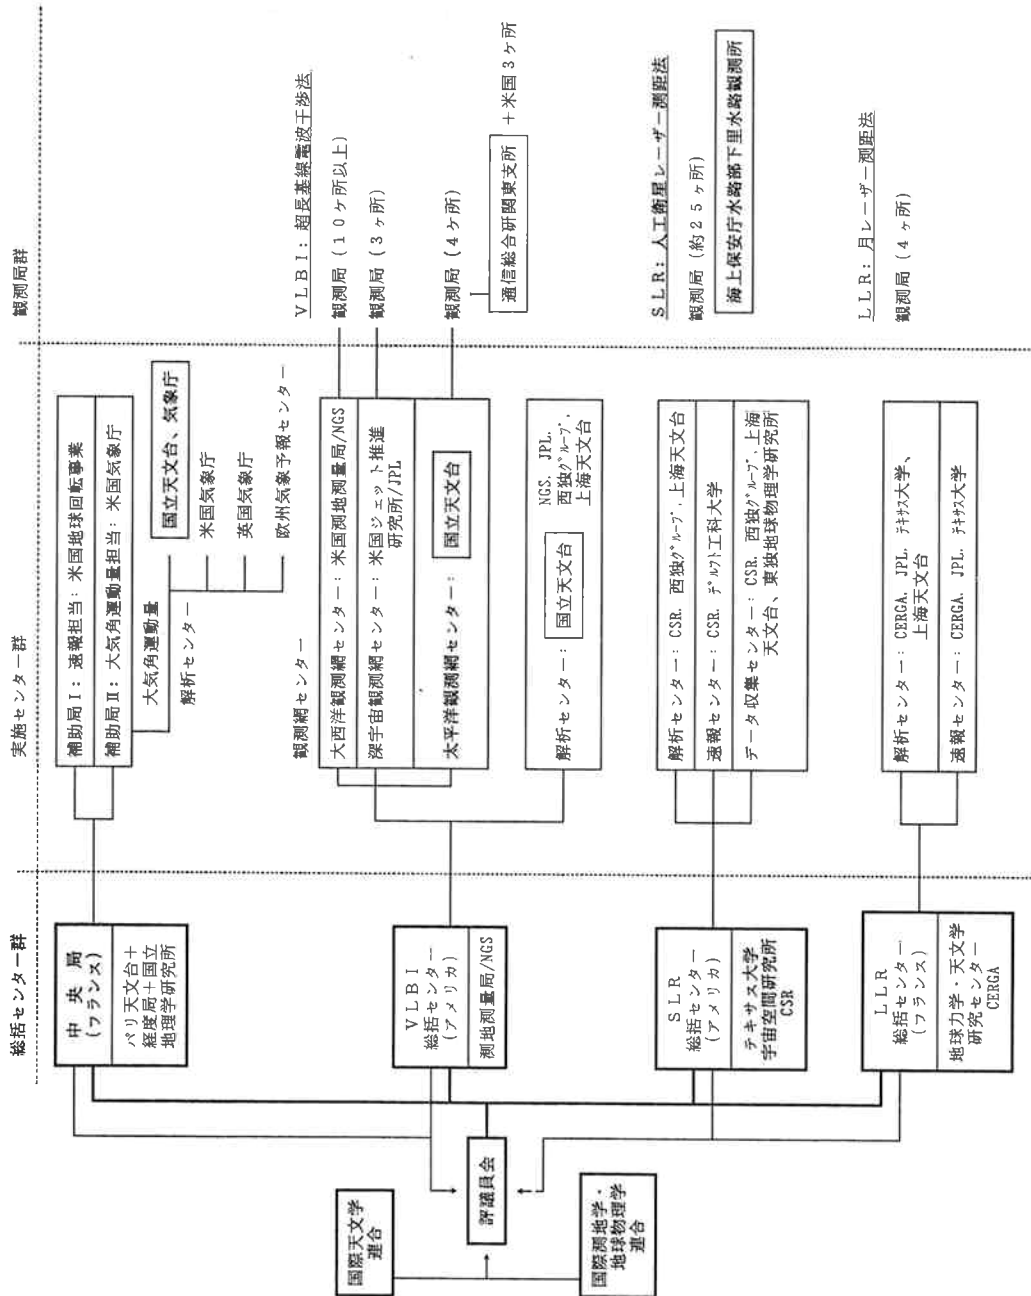 総括センター群
実施センター群
観測局群
国際天文学
連合
国際測地学・
地球物理学
連合
評議員会
中央局
(フランス)
パリ天文台+
経度局+国立
地理学研究所
補助局Ⅰ:速報担当:米国地球回転事業
補助局Ⅱ:大気角運動量担当:米国気象庁
大気角運動量
解析センター
国立天文台、気象庁
米国気象庁
英国気象庁
欧州気象予報センター
VLBI
総括センター
(アメリカ)
測地測量局/NGS
観測網センター
大西洋観測網センター:米国測地測量局/NGS
深宇宙観測網センター:米国ジェット推進
研究所/JPL
太平洋観測網センター:国立天文台
解析センター:国立天文台
NGS、JPL、
西独グループ、
上海天文台
VLBI:超長基線電波干渉法
観測局(10ヶ所以上)
観測局(3ヶ所)
観測局(4ヶ所)
通信総合研関東支所 +米国3ヶ所
SLR
総括センター
(アメリカ)
テキサス大学
宇宙空間研究所
CSR
解析センター:CSR、西独グループ、上海天文台
速報センター:CSR、デルフト工科大学
データ収集センター:CSR、西独グループ、上海
天文台、東独地球物理学研究所
SLR:人工衛星レーザー測距法
観測局(約25ヶ所)
海上保安庁水路部下里水路観測所
LLR
総括センター
(フランス)
地球力学・天文学
研究センター
CERGA
解析センター:CERGA、JPL、テキサス大学、
上海天文台
速報センター:CERGA、JPL、テキサス大学
LLR:月レーザー測距法
観測局(4ヶ所)